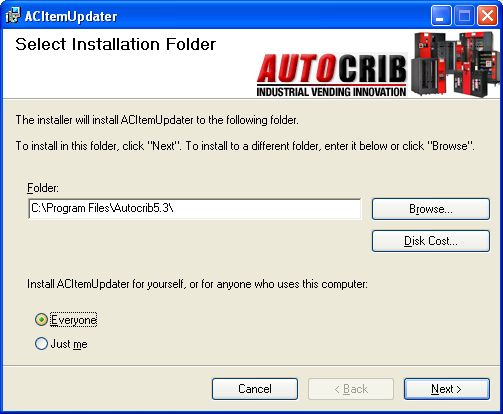 ACItemUpdater
Select Installation Folder
AUTOCRIB
INDUSTRIAL VENDING INNOVATION
The installer will install ACItemUpdater to the following folder.
To install in this folder, click "Next". To install to a different folder, enter it below or click "Browse".
Folder:
C:\Program Files\Autocrib5.3\
Browse...
Disk Cost...
Install ACItemUpdater for yourself, or for anyone who uses this computer:
Everyone
Just me
Cancel
< Back
Next >